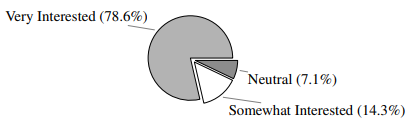 Very Interested (78.6%)
Neutral (7.1%)
Somewhat Interested (14.3%)